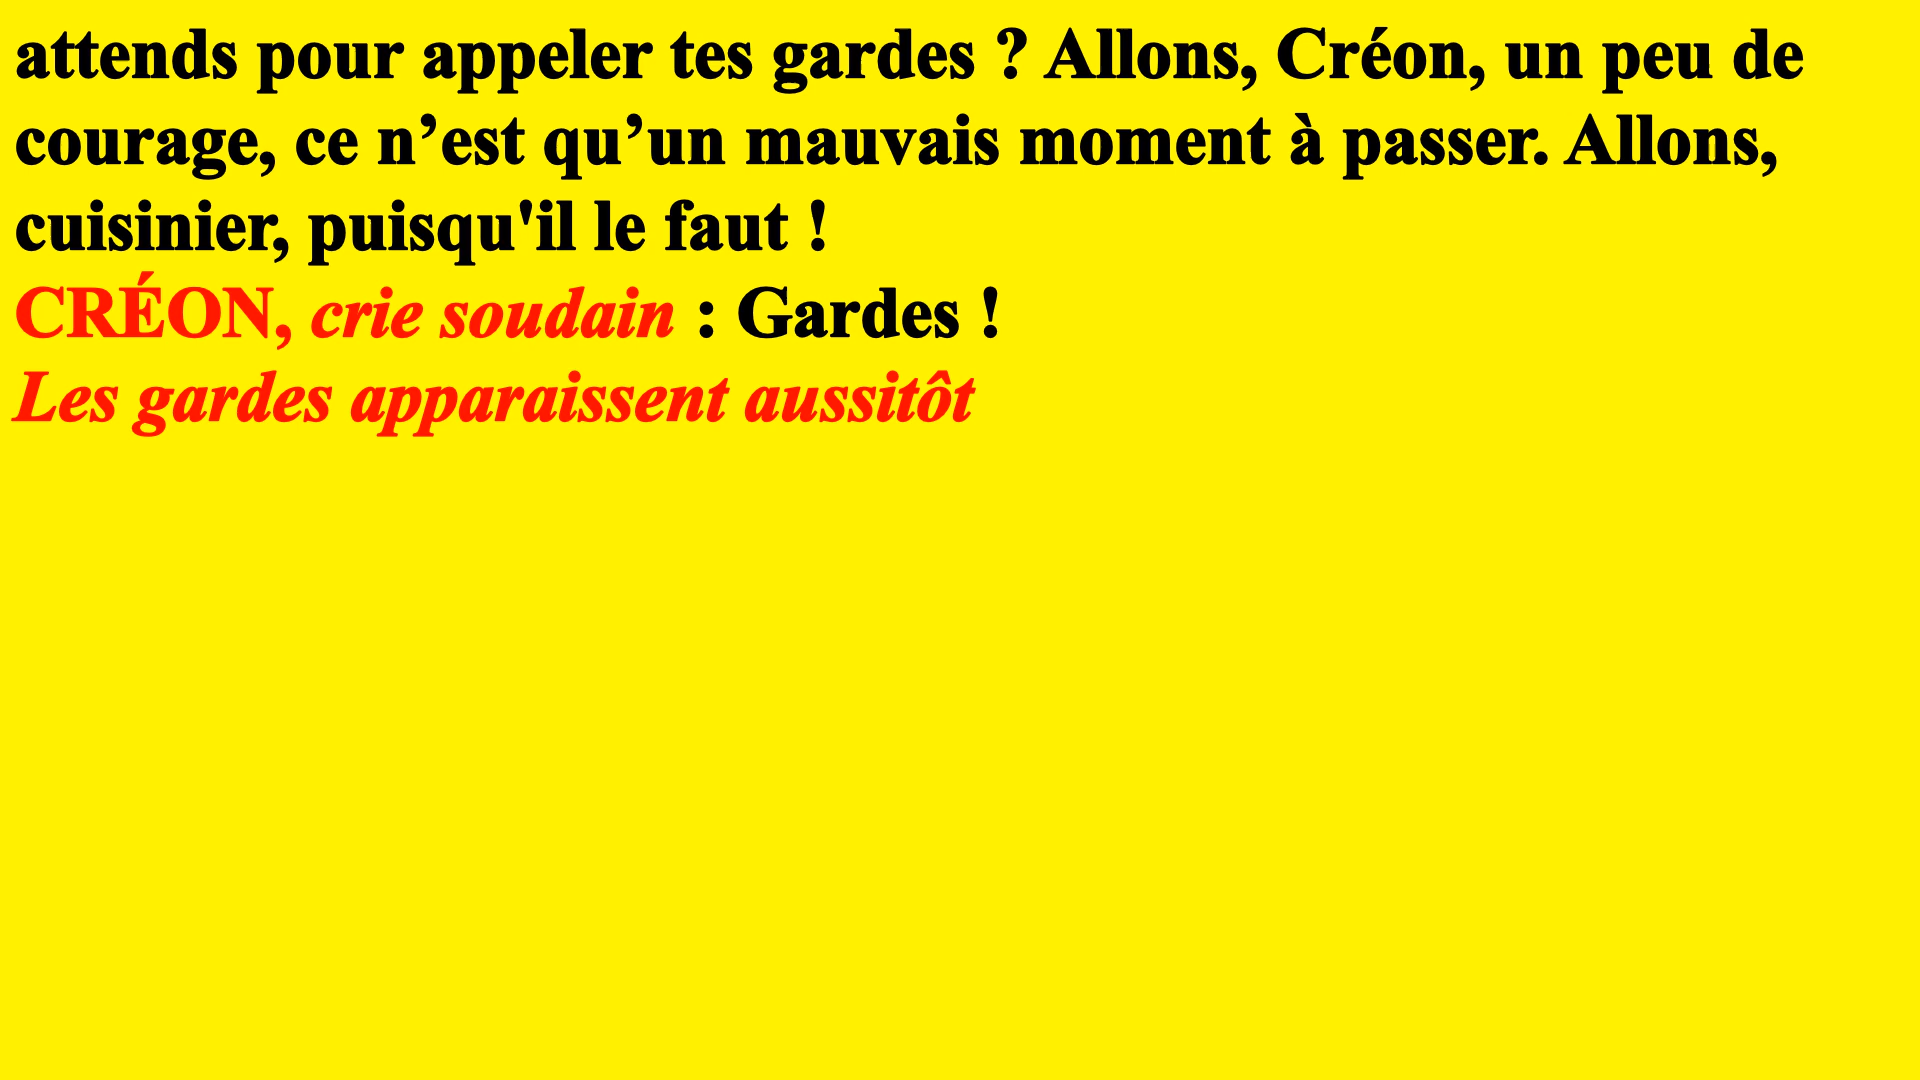 attends pour appeler tes gardes ? Allons, Créon, un peu de
courage, ce n’est qu’un mauvais moment à passer. Allons,
cuisinier, puisqu'il le faut !
CRÉON, crie soudain : Gardes !
Les gardes apparaissent aussitôt